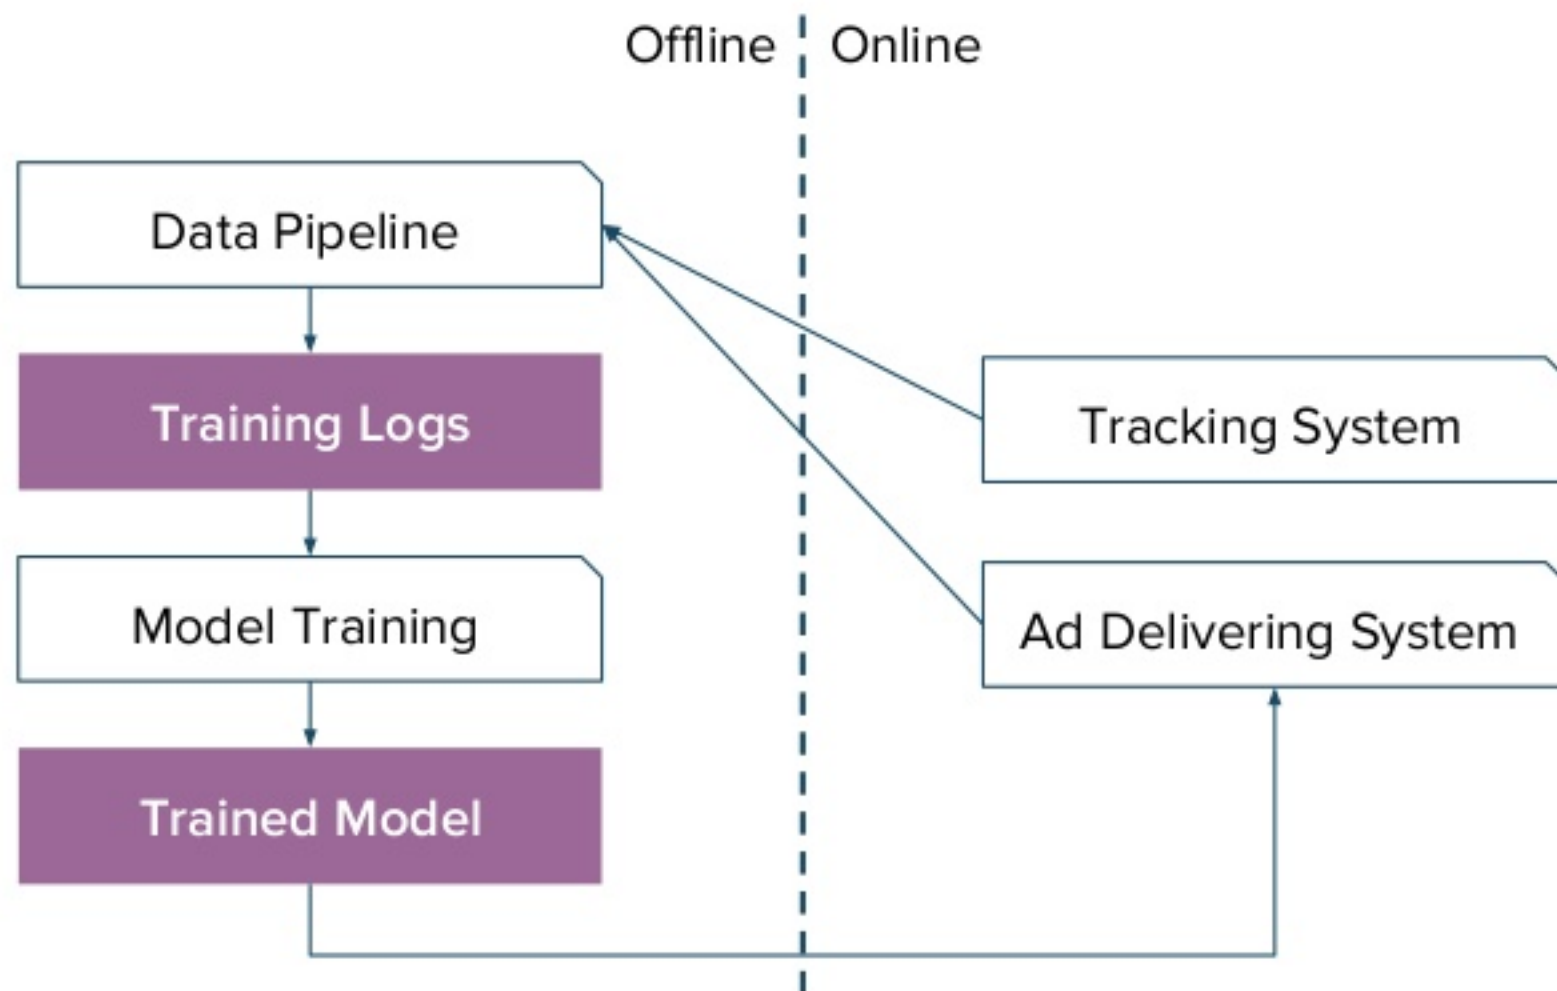 Offline
Online
Data Pipeline
Training Logs
Tracking System
Model Training
Ad Delivering System
Trained Model